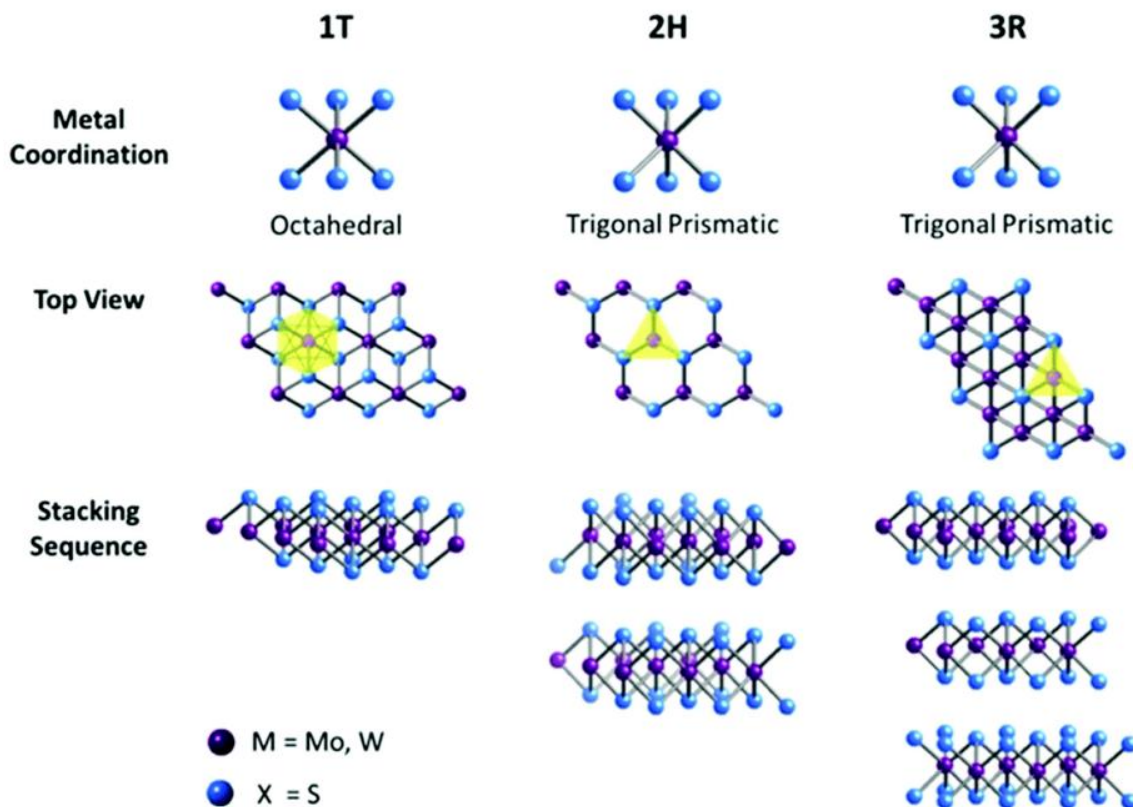 1T 2H 3R
Metal
Coordination
Octahedral Trigonal Prismatic Trigonal Prismatic
Top View
Stacking
Sequence
M = Mo, W
X = S